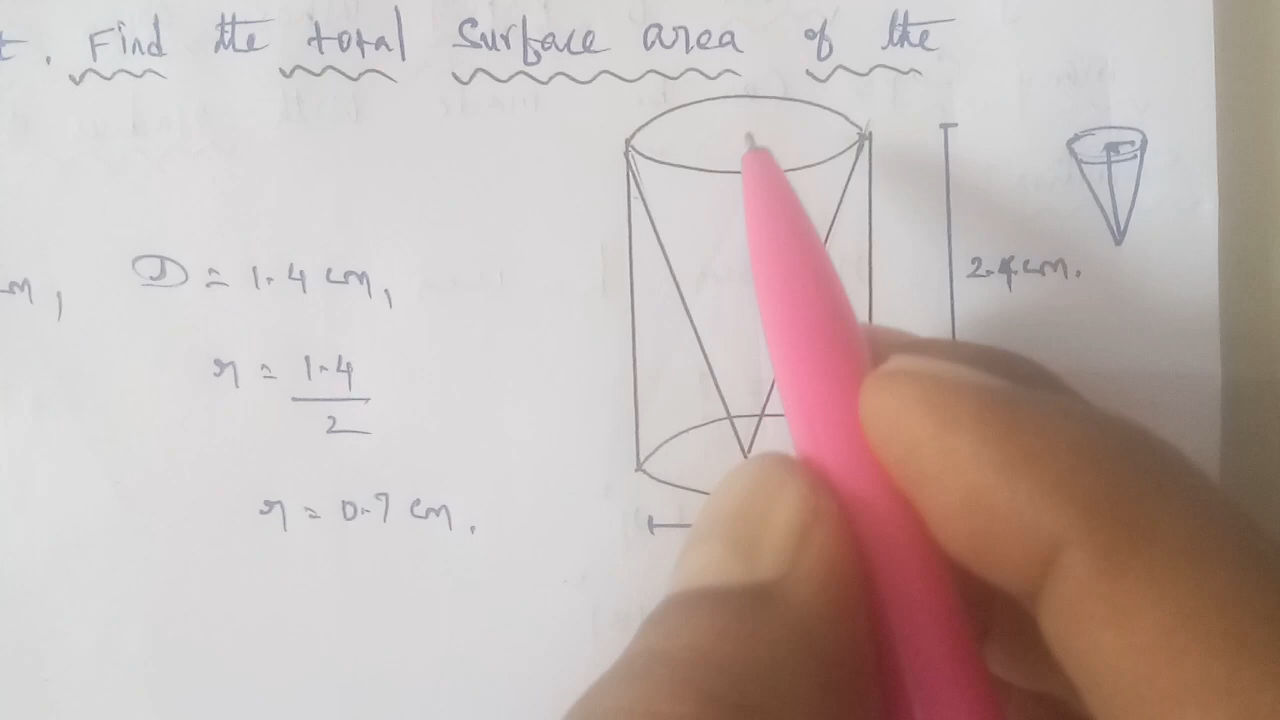 t. Find the total surface area of the
2.4 cm.
cm, D = 1.4 cm,
r = 1.4
2
r = 0.7 cm.